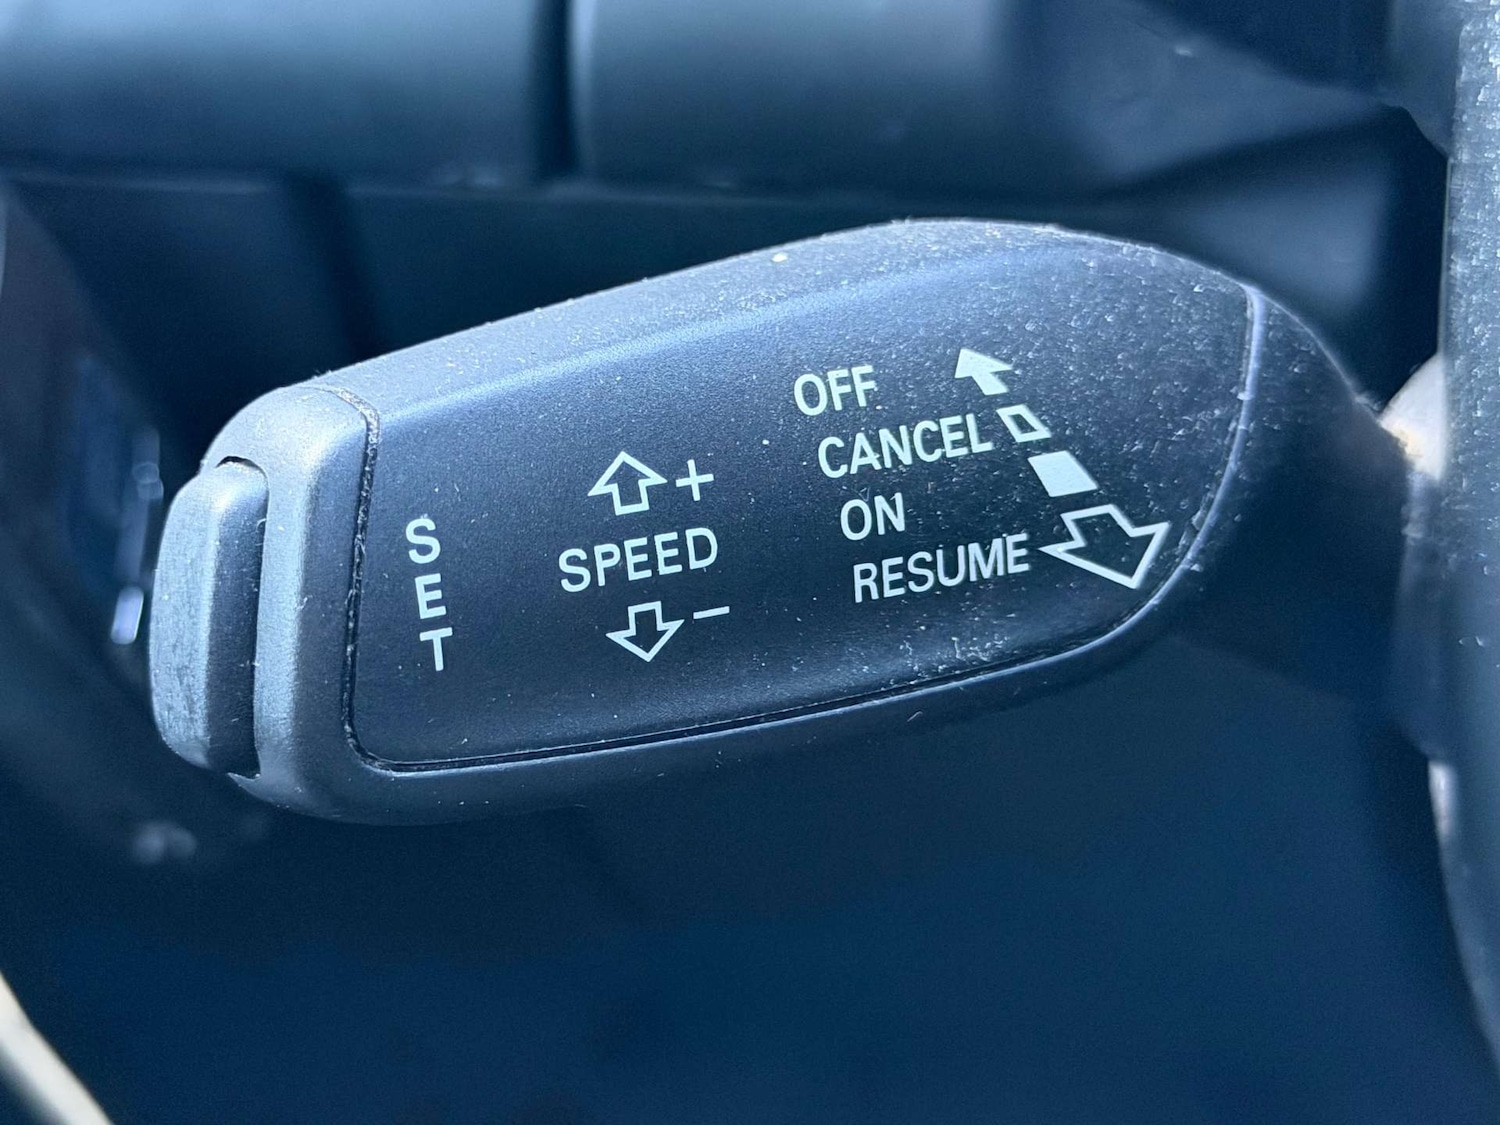 SET
+
SPEED
−
OFF
CANCEL
ON
RESUME